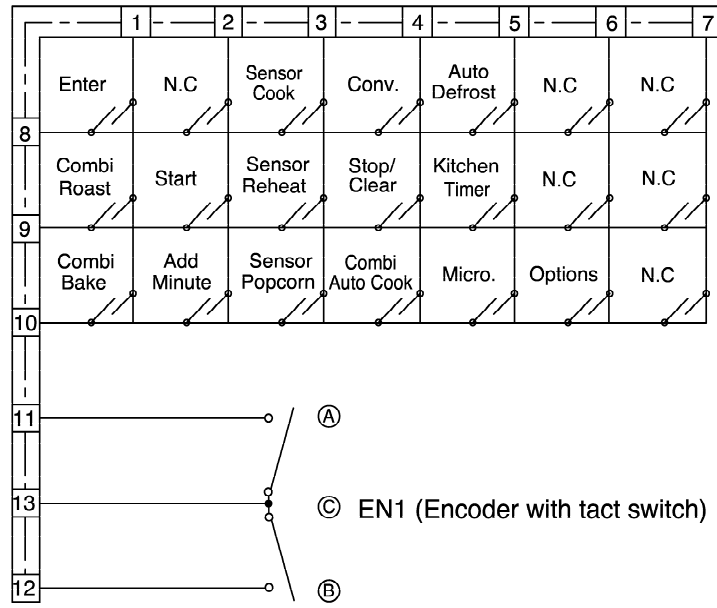 1 2 3 4 5 6 7
Enter N.C Sensor Cook Conv. Auto Defrost N.C N.C
8
Combi Roast Start Sensor Reheat Stop/ Clear Kitchen Timer N.C N.C
9
Combi Bake Add Minute Sensor Popcorn Combi Auto Cook Micro. Options N.C
10
11 A
13 C EN1 (Encoder with tact switch)
12 B